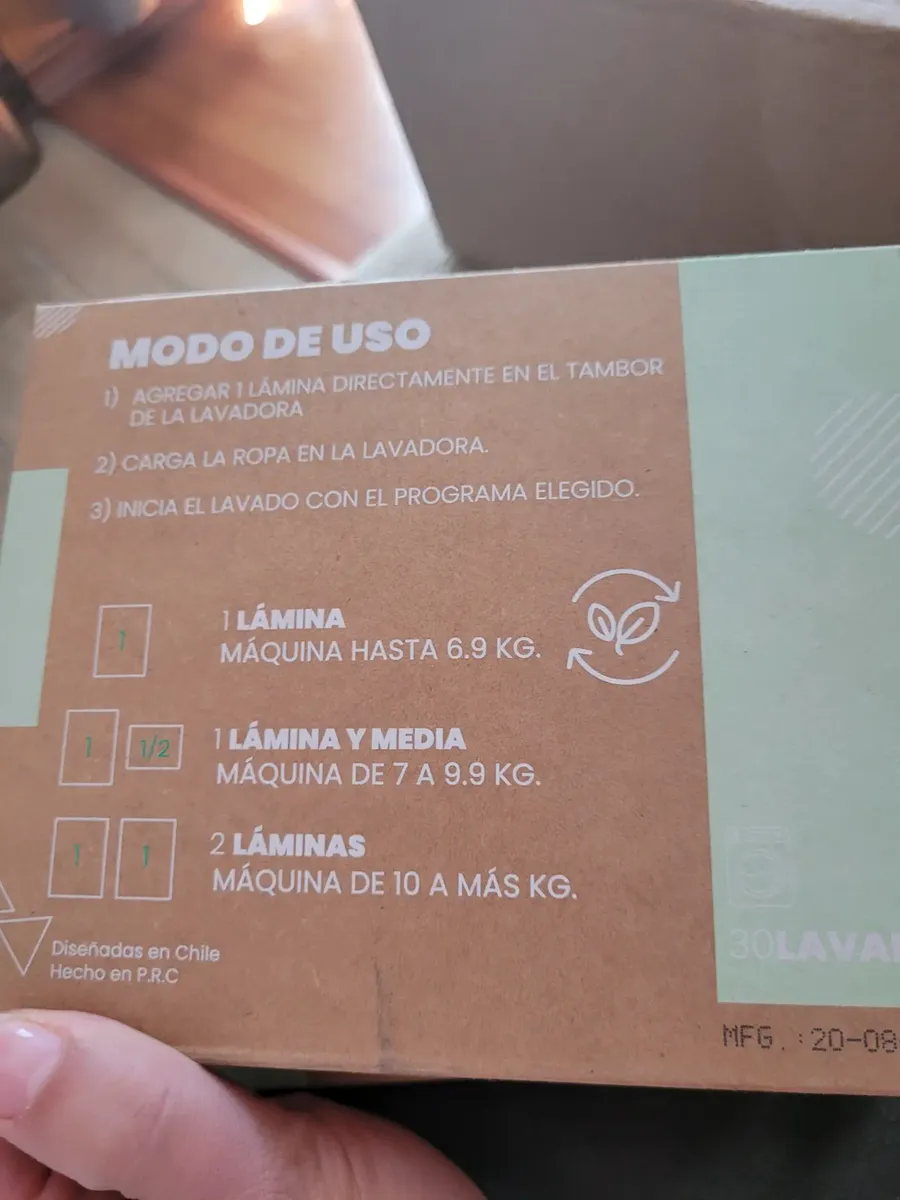 MODO DE USO
1) AGREGAR 1 LÁMINA DIRECTAMENTE EN EL TAMBOR
DE LA LAVADORA
2) CARGA LA ROPA EN LA LAVADORA.
3) INICIA EL LAVADO CON EL PROGRAMA ELEGIDO.
1
1 LÁMINA
MÁQUINA HASTA 6.9 KG.
1 1/2
1 LÁMINA Y MEDIA
MÁQUINA DE 7 A 9.9 KG.
1 1
2 LÁMINAS
MÁQUINA DE 10 A MÁS KG.
Diseñadas en Chile
Hecho en P.R.C
30LAVA
MFG.:20-08